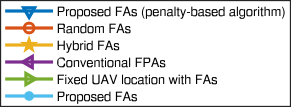 Proposed FAs (penalty-based algorithm)
Random FAs
Hybrid FAs
Conventional FPAs
Fixed UAV location with FAs
Proposed FAs